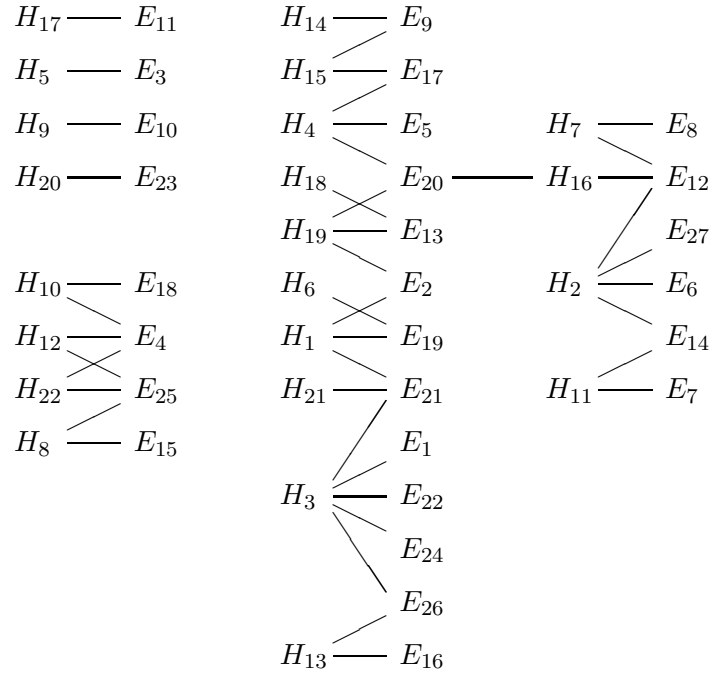 H17 E11 H14 E9
H5 E3 H15 E17
H9 E10 H4 E5 H7 E8
H20 E23 H18 E20 H16 E12
H19 E13 E27
H10 E18 H6 E2 H2 E6
H12 E4 H1 E19 E14
H22 E25 H21 E21 H11 E7
H8 E15 E1
H3 E22
E24
E26
H13 E16